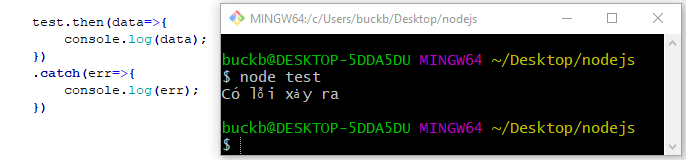 test.then(data=>{
    console.log(data);
})
.catch(err=>{
    console.log(err);
})
MINGW64:/c/Users/buckb/Desktop/nodejs
buckb@DESKTOP-5DDA5DU MINGW64 ~/Desktop/nodejs
$ node test
Có lỗi xảy ra
buckb@DESKTOP-5DDA5DU MINGW64 ~/Desktop/nodejs
$